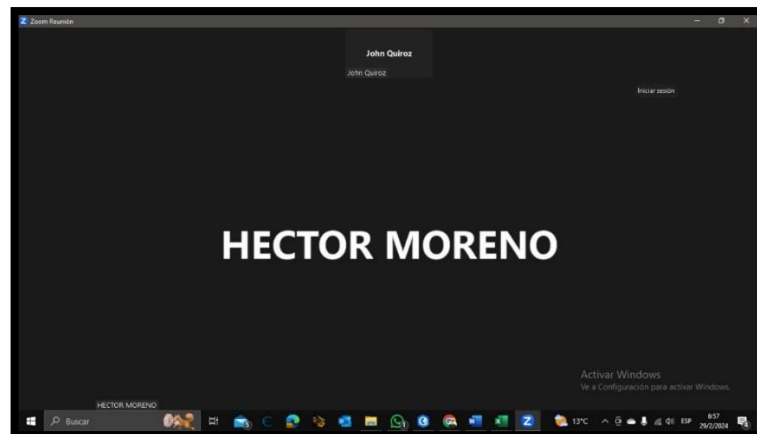 Zoom Reunión
John Quiroz
John Quiroz
Iniciar sesión
HECTOR MORENO
Activar Windows
Ve a Configuración para activar Windows.
HECTOR MORENO
Buscar
13°C
ESP
6:57
29/2/2024